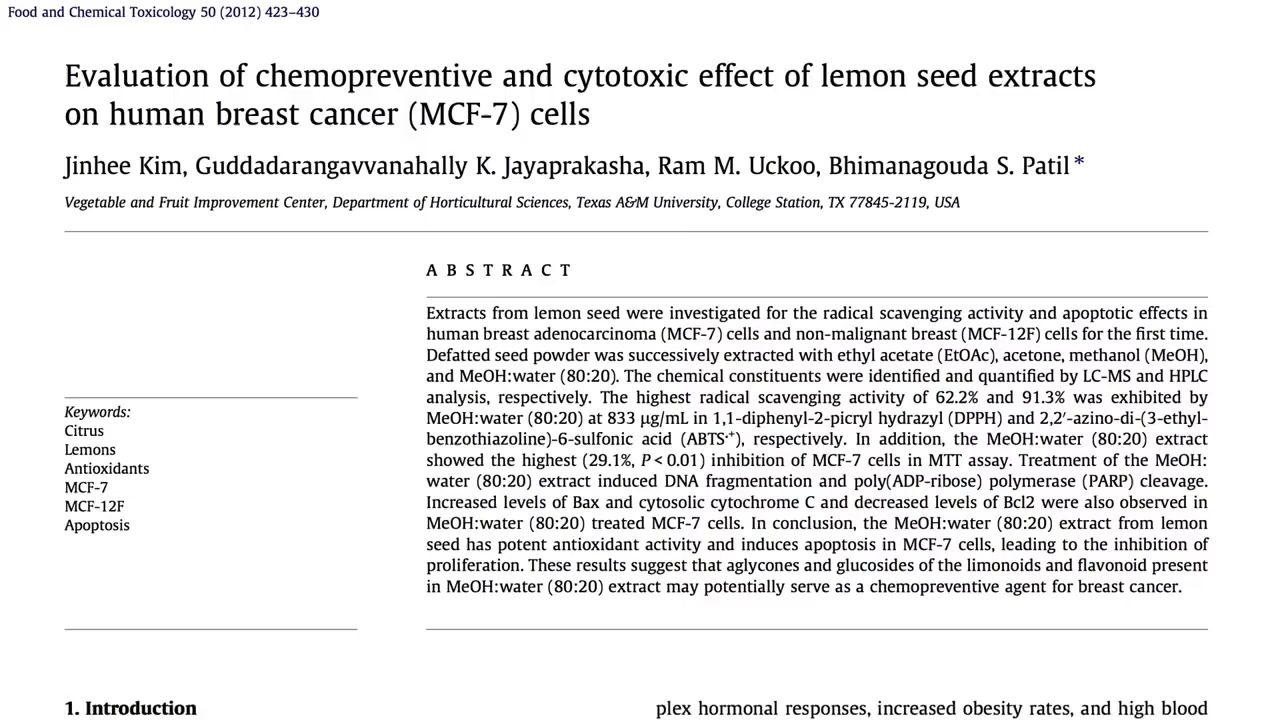 Food and Chemical Toxicology 50 (2012) 423–430
Evaluation of chemopreventive and cytotoxic effect of lemon seed extracts
on human breast cancer (MCF-7) cells
Jinhee Kim, Guddadarangavvanahally K. Jayaprakasha, Ram M. Uckoo, Bhimanagouda S. Patil *
Vegetable and Fruit Improvement Center, Department of Horticultural Sciences, Texas A&M University, College Station, TX 77845-2119, USA
Keywords:
Citrus
Lemons
Antioxidants
MCF-7
MCF-12F
Apoptosis
A B S T R A C T
Extracts from lemon seed were investigated for the radical scavenging activity and apoptotic effects in
human breast adenocarcinoma (MCF-7) cells and non-malignant breast (MCF-12F) cells for the first time.
Defatted seed powder was successively extracted with ethyl acetate (EtOAc), acetone, methanol (MeOH),
and MeOH:water (80:20). The chemical constituents were identified and quantified by LC-MS and HPLC
analysis, respectively. The highest radical scavenging activity of 62.2% and 91.3% was exhibited by
MeOH:water (80:20) at 833 μg/mL in 1,1-diphenyl-2-picryl hydrazyl (DPPH) and 2,2′-azino-di-(3-ethyl-
benzothiazoline)-6-sulfonic acid (ABTS·⁺), respectively. In addition, the MeOH:water (80:20) extract
showed the highest (29.1%, P < 0.01) inhibition of MCF-7 cells in MTT assay. Treatment of the MeOH:
water (80:20) extract induced DNA fragmentation and poly(ADP-ribose) polymerase (PARP) cleavage.
Increased levels of Bax and cytosolic cytochrome C and decreased levels of Bcl2 were also observed in
MeOH:water (80:20) treated MCF-7 cells. In conclusion, the MeOH:water (80:20) extract from lemon
seed has potent antioxidant activity and induces apoptosis in MCF-7 cells, leading to the inhibition of
proliferation. These results suggest that aglycones and glucosides of the limonoids and flavonoid present
in MeOH:water (80:20) extract may potentially serve as a chemopreventive agent for breast cancer.
1. Introduction
plex hormonal responses, increased obesity rates, and high blood